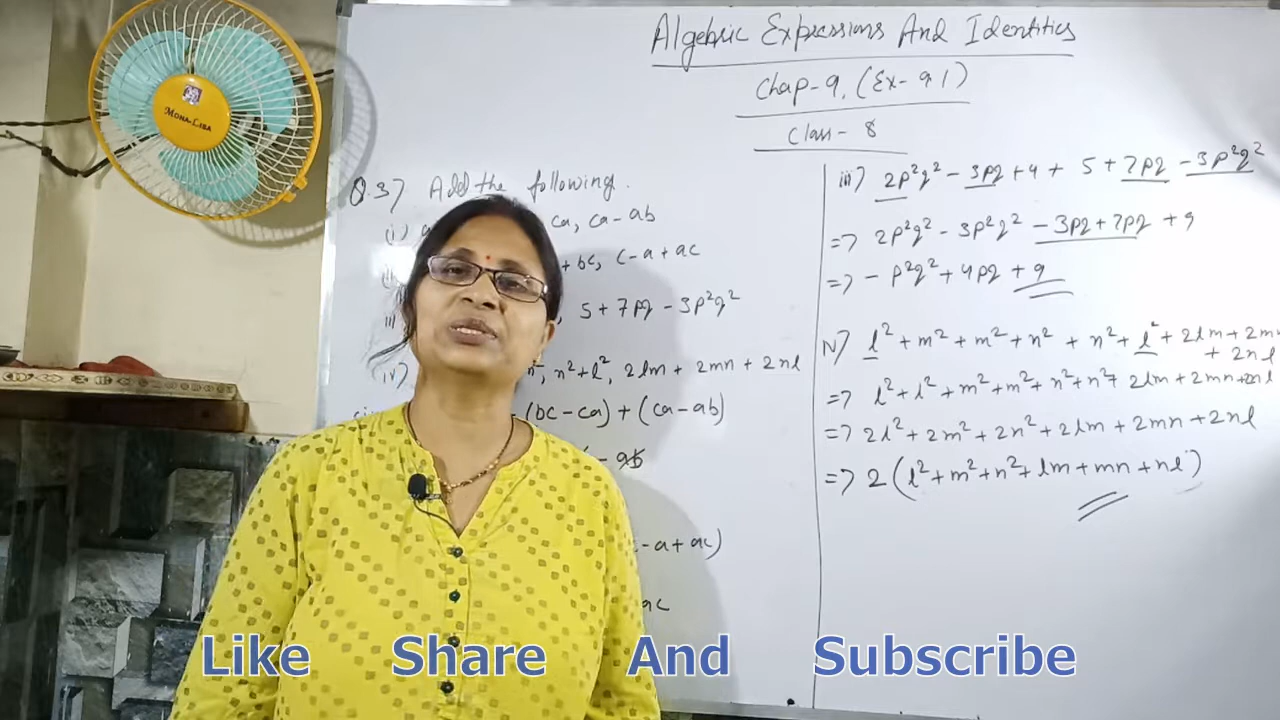 Algebric Expressions And Identities
Chap-9, (Ex-9.1)
Class-8
MONA-LISA
Q.3) Add the following.
(i) ca, ca-ab
+bc, c-a+ac
5+7pq-3p²q²
iv) n²+l², 2lm+2mn+2nl
(bc-ca)+(ca-ab)
-ab
-a+ac)
ac
iii) 2p²q²-3pq+4+5+7pq-3p²q²
=> 2p²q²-3p²q²-3pq+7pq+9
=> -p²q²+4pq+9
iv) l²+m²+m²+n²+n²+l²+2lm+2mn
+2nl
=> l²+l²+m²+m²+n²+n²+2lm+2mn+2nl
=> 2l²+2m²+2n²+2lm+2mn+2nl
=> 2(l²+m²+n²+lm+mn+nl)
Like Share And Subscribe